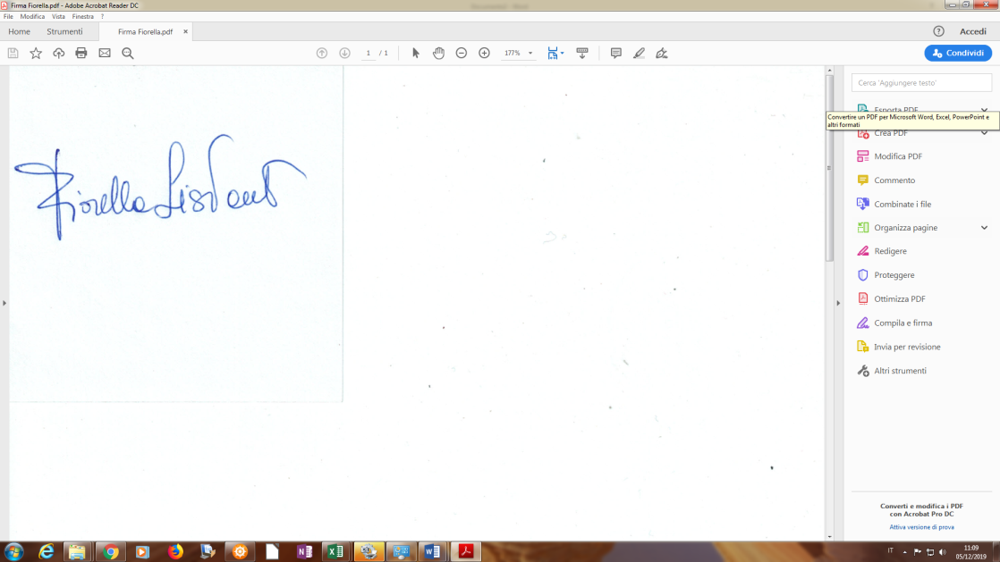 Firma Fiorella.pdf - Adobe Acrobat Reader DC
File Modifica Vista Finestra ?
Home Strumenti Firma Fiorella.pdf × Accedi
1 / 1 177% Condividi
Cerca 'Aggiungere testo'
Esporta PDF
Convertire un PDF per Microsoft Word, Excel, PowerPoint e
altri formati
Crea PDF
Modifica PDF
Commento
Combinate i file
Organizza pagine
Redigere
Proteggere
Ottimizza PDF
Compila e firma
Invia per revisione
Altri strumenti
Fiorella
Converti e modifica i PDF
con Acrobat Pro DC
Attiva versione di prova
IT 11:09
05/12/2019